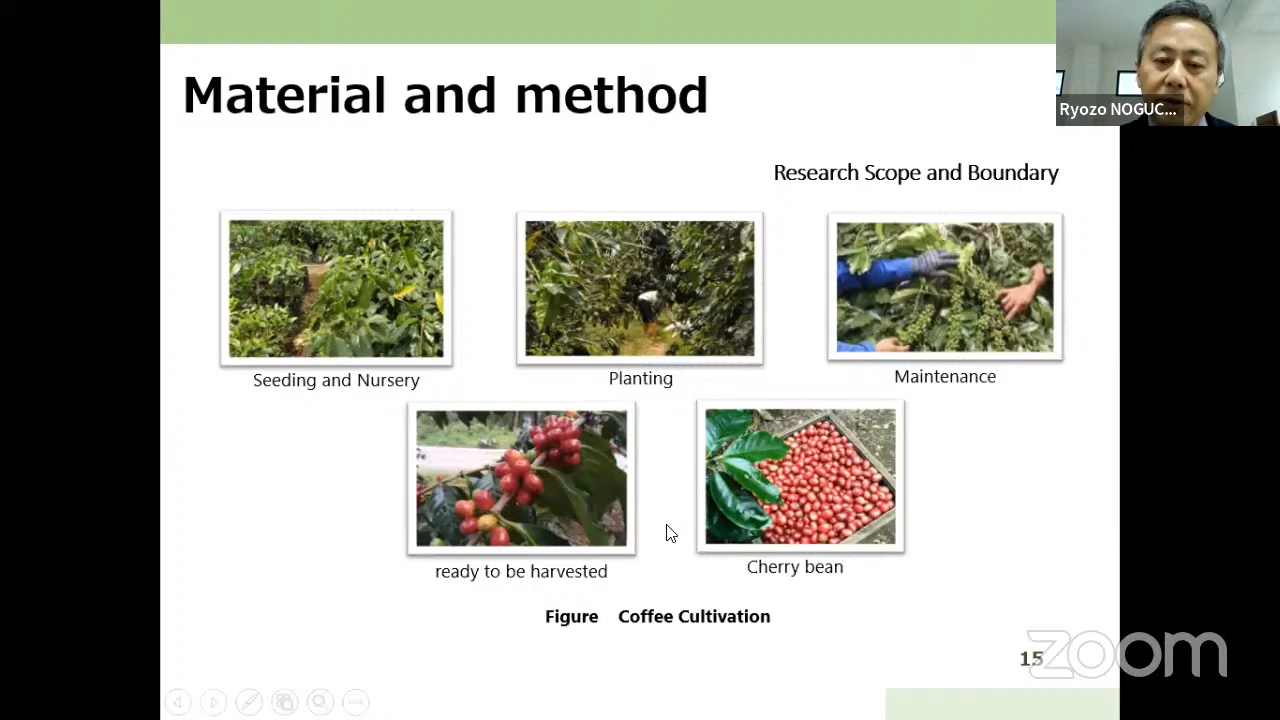 Material and method
Ryozo NOGUC...
Research Scope and Boundary
Seeding and Nursery
Planting
Maintenance
ready to be harvested
Cherry bean
Figure Coffee Cultivation
15
zoom